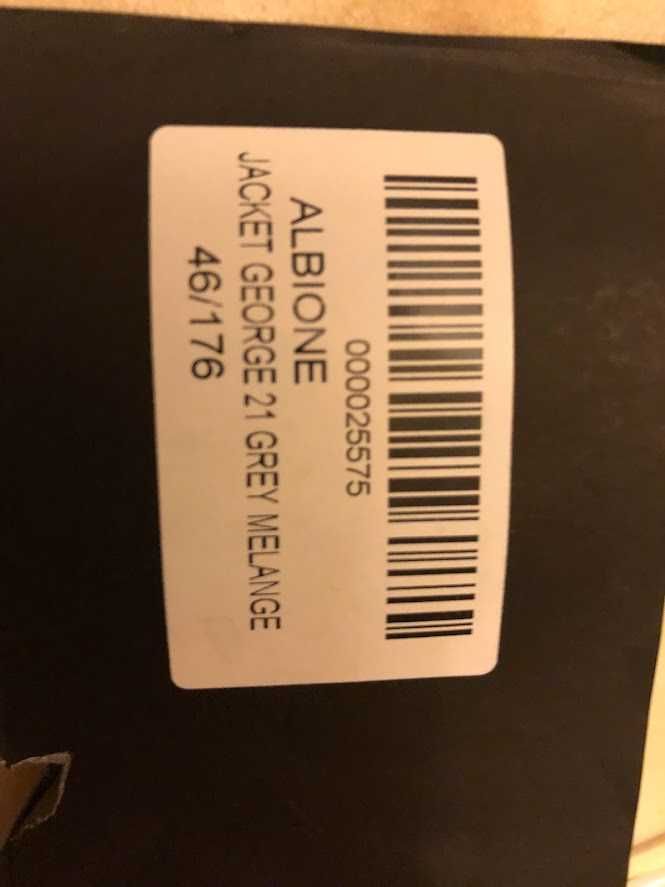 000025575
ALBIONE
JACKET GEORGE 21 GREY MELANGE
46/176